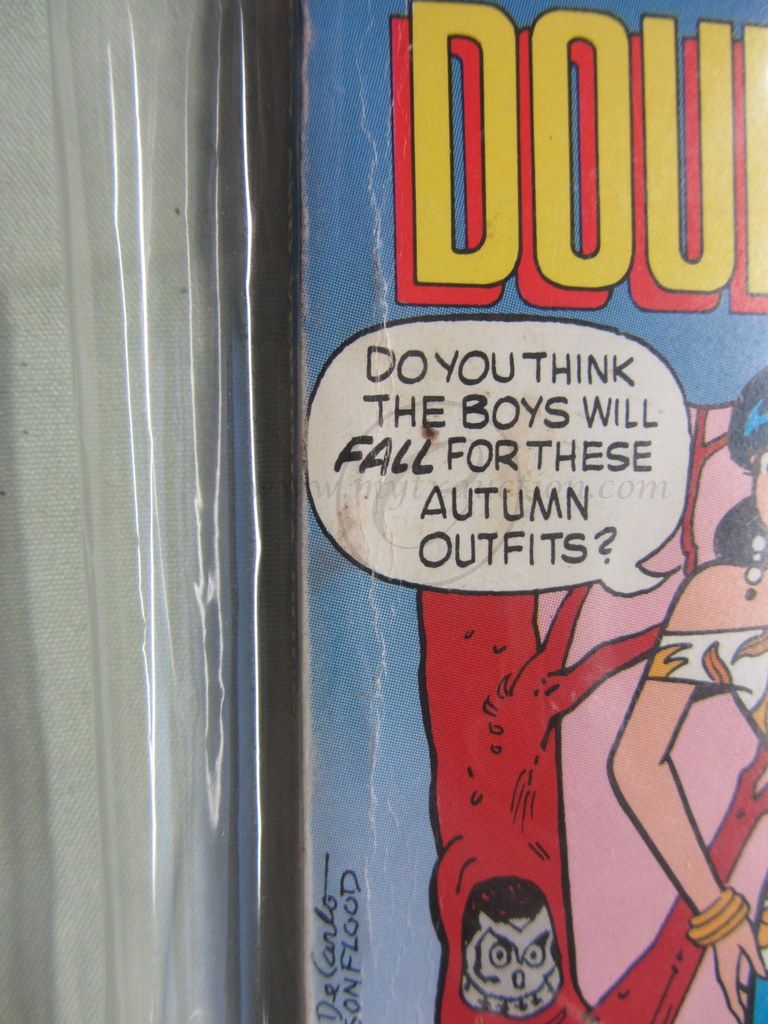 DOU
DO YOU THINK
THE BOYS WILL
FALL FOR THESE
AUTUMN
OUTFITS?
DeCarlo
SON FLOOD